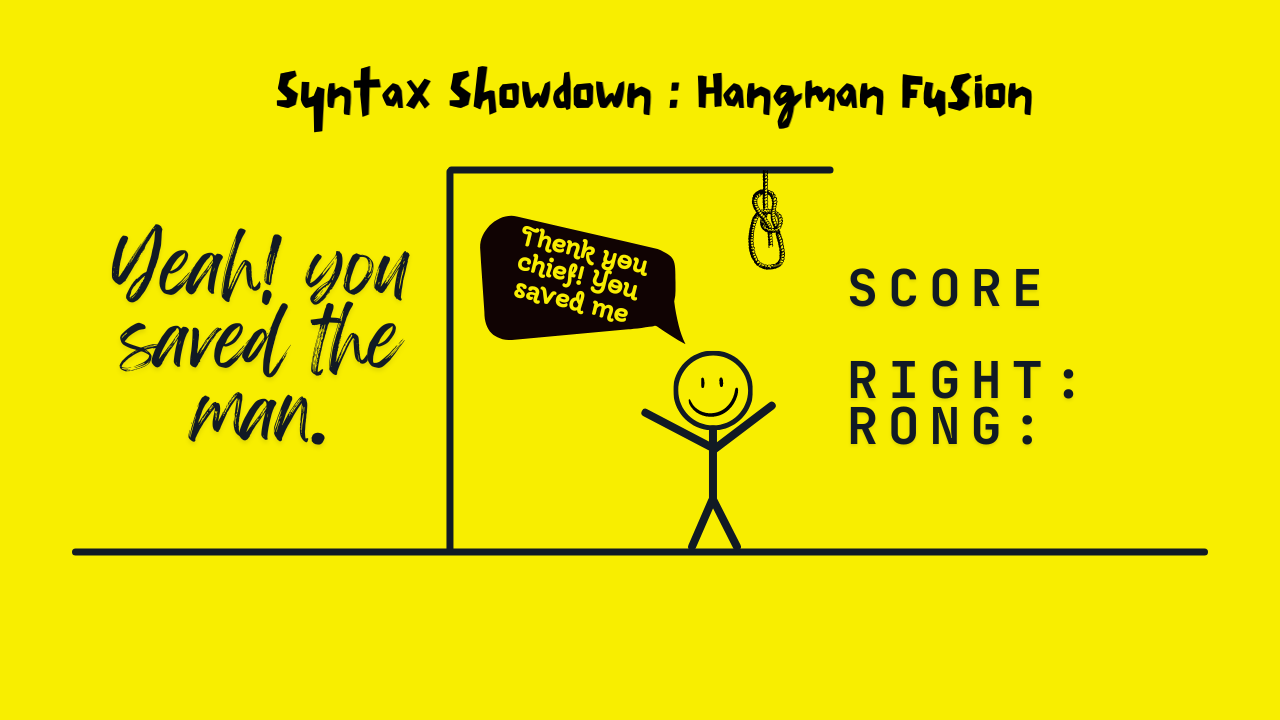 Syntax Showdown : Hangman FuSion
Yeah! you
saved the
man.
Thenk you
chief! You
saved me
SCORE
RIGHT:
RONG: